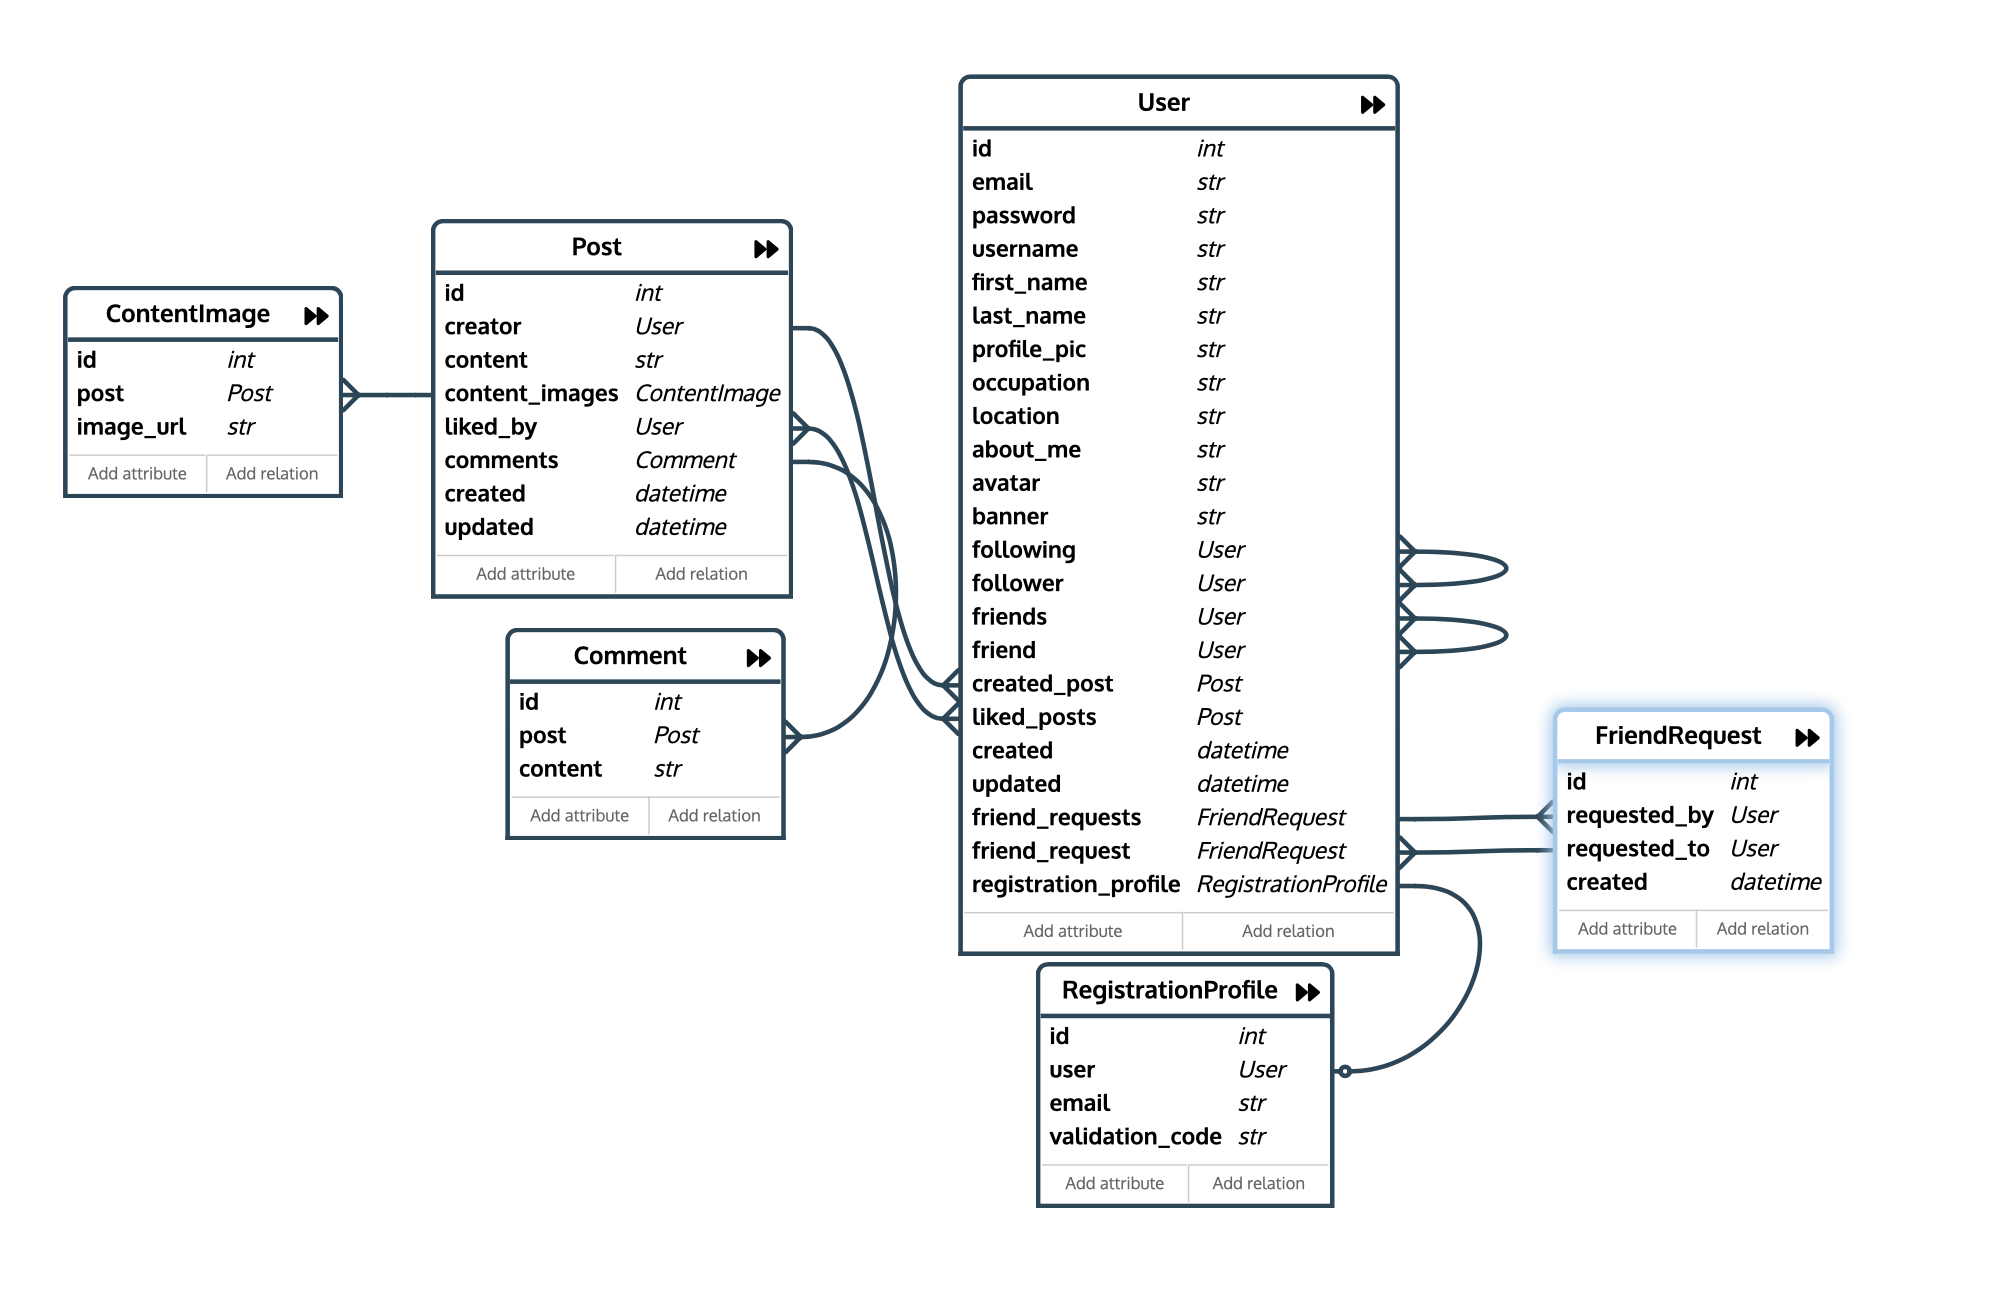 ContentImage
id int
post Post
image_url str
Add attribute Add relation
Post
id int
creator User
content str
content_images ContentImage
liked_by User
comments Comment
created datetime
updated datetime
Add attribute Add relation
Comment
id int
post Post
content str
Add attribute Add relation
User
id int
email str
password str
username str
first_name str
last_name str
profile_pic str
occupation str
location str
about_me str
avatar str
banner str
following User
follower User
friends User
friend User
created_post Post
liked_posts Post
created datetime
updated datetime
friend_requests FriendRequest
friend_request FriendRequest
registration_profile RegistrationProfile
Add attribute Add relation
RegistrationProfile
id int
user User
email str
validation_code str
Add attribute Add relation
FriendRequest
id int
requested_by User
requested_to User
created datetime
Add attribute Add relation